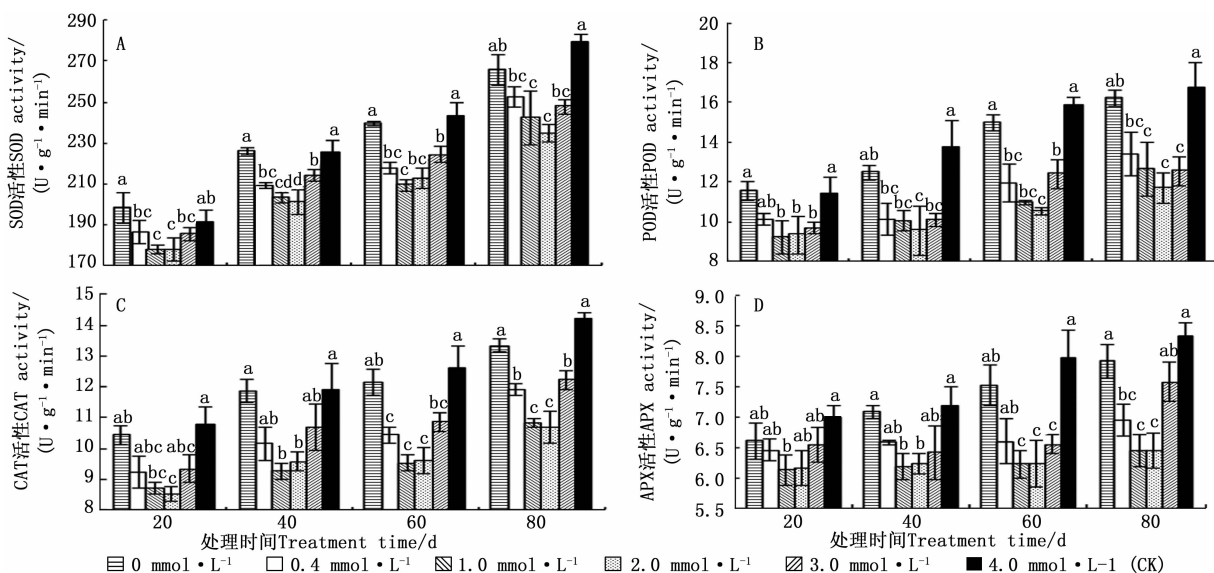 A
SOD活性SOD activity/
(U·g⁻¹·min⁻¹)
290
270
250
230
210
190
170
a bc c c bc ab
a bc cd d b a
a bc c bc b a
ab bc c c bc a
B
POD活性POD activity/
(U·g⁻¹·min⁻¹)
20
18
16
14
12
10
8
a ab b b b a
ab b b b b a
a bc c c b a
ab bc c c c a
C
CAT活性CAT activity/
(U·g⁻¹·min⁻¹)
15
14
13
12
11
10
9
8
ab abc bc c abc a
a ab b b ab a
ab c c c bc a
a b c c b a
20 40 60 80
处理时间Treatment time/d
D
APX活性APX activity/
(U·g⁻¹·min⁻¹)
9.0
8.5
8.0
7.5
7.0
6.5
6.0
5.5
ab ab b ab ab a
a ab b b ab a
ab bc c c c a
a bc c c ab a
20 40 60 80
处理时间Treatment time/d
0 mmol·L⁻¹ 0.4 mmol·L⁻¹ 1.0 mmol·L⁻¹ 2.0 mmol·L⁻¹ 3.0 mmol·L⁻¹ 4.0 mmol·L-1 (CK)